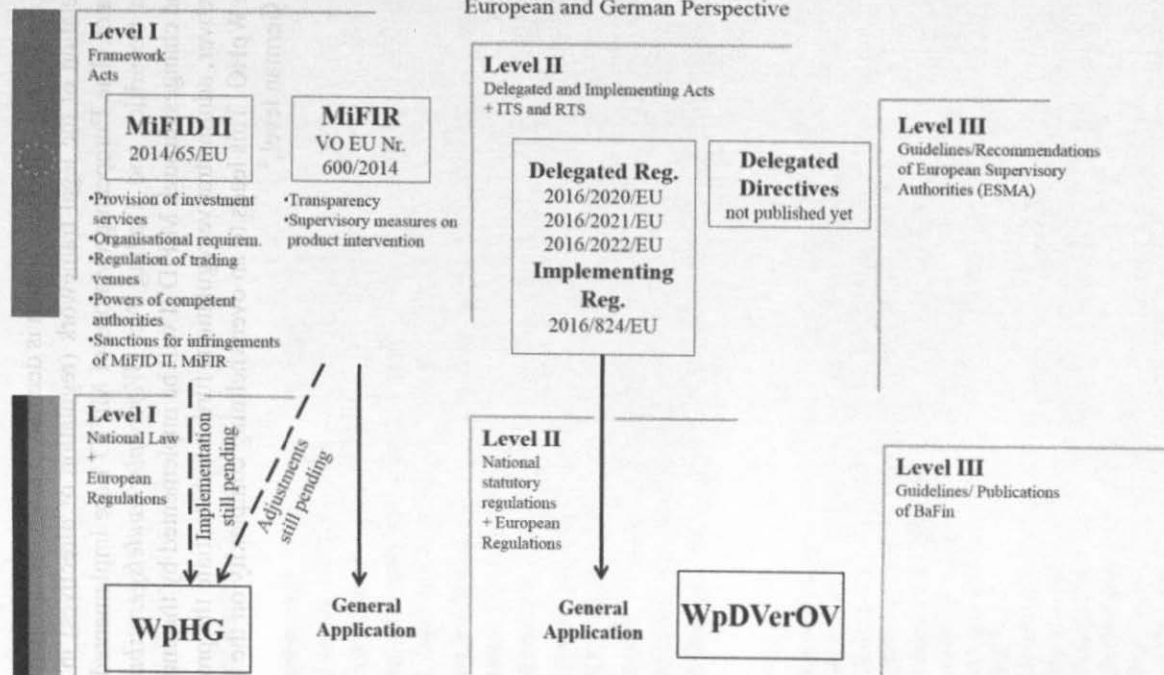 European and German Perspective
Level I
Framework
Acts
MiFID II
2014/65/EU
•Provision of investment
services
•Organisational requirem.
•Regulation of trading
venues
•Powers of competent
authorities
•Sanctions for infringements
of MiFID II. MiFIR
MiFIR
VO EU Nr.
600/2014
•Transparency
•Supervisory measures on
product intervention
Level II
Delegated and Implementing Acts
+ ITS and RTS
Delegated Reg.
2016/2020/EU
2016/2021/EU
2016/2022/EU
Implementing
Reg.
2016/824/EU
Delegated
Directives
not published yet
Level III
Guidelines/Recommendations
of European Supervisory
Authorities (ESMA)
Level I
National Law
+
European
Regulations
Implementation
still pending
Adjustments
still pending
WpHG
General
Application
Level II
National
statutory
regulations
+ European
Regulations
General
Application
WpDVerOV
Level III
Guidelines/ Publications
of BaFin